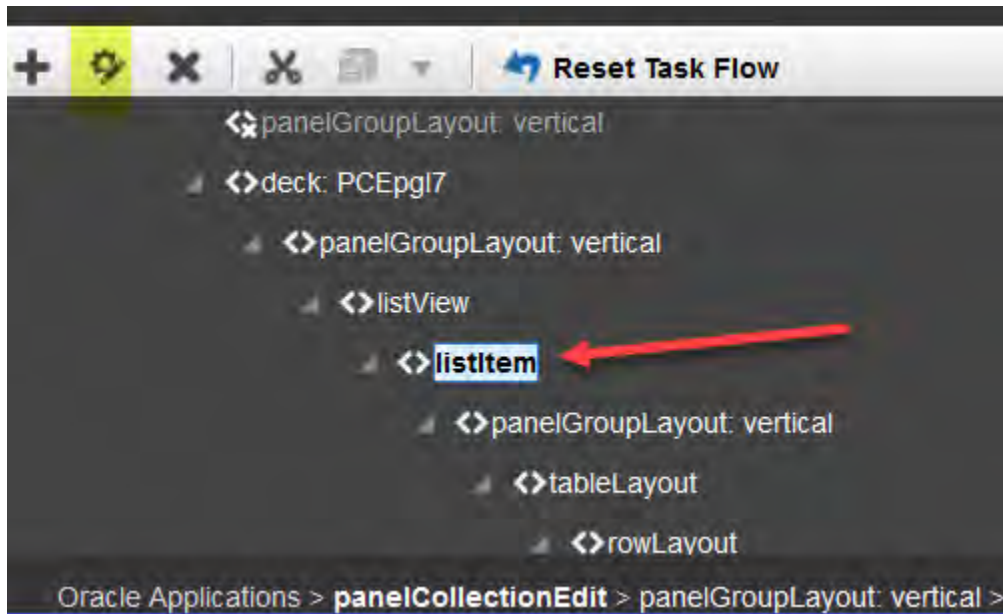 Reset Task Flow
panelGroupLayout: vertical
deck: PCEpgl7
panelGroupLayout: vertical
listView
listItem
panelGroupLayout: vertical
tableLayout
rowLayout
Oracle Applications > panelCollectionEdit > panelGroupLayout: vertical >